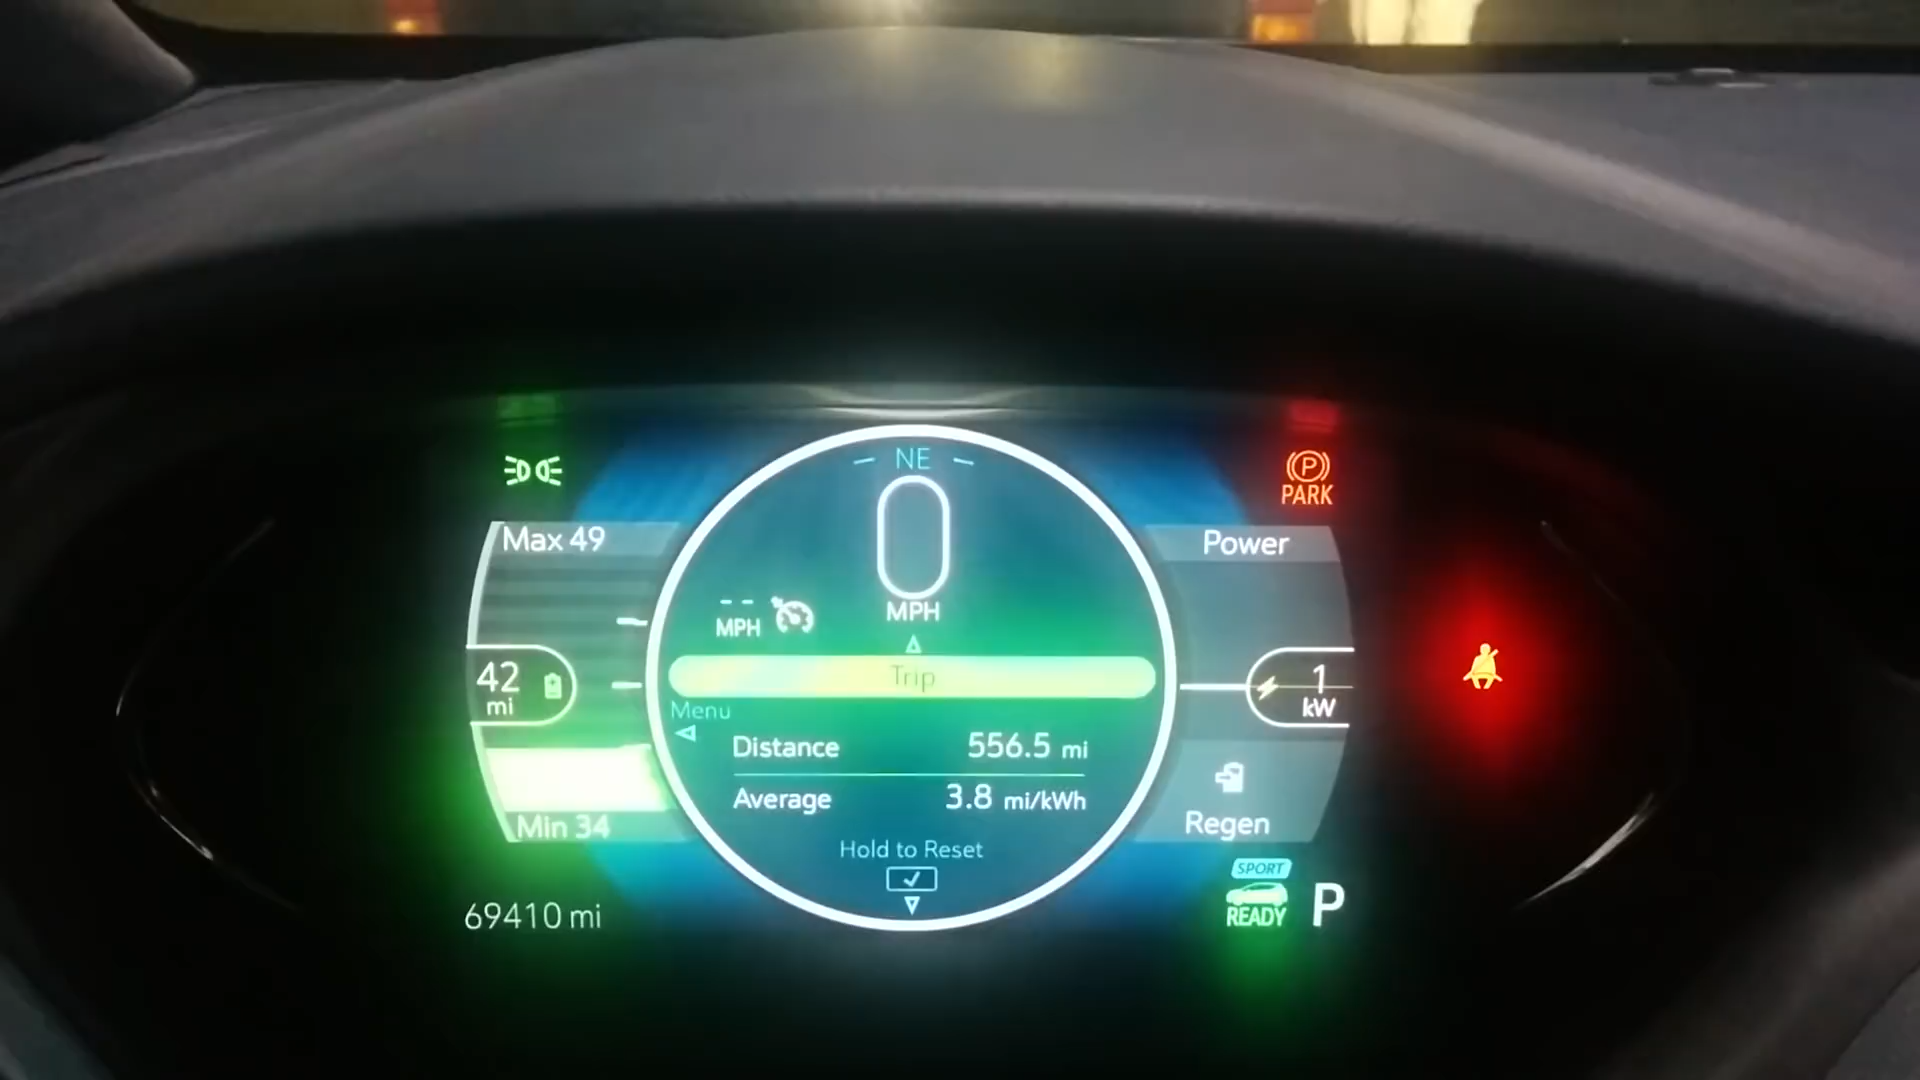 NE
P
PARK
Max 49
Power
0
MPH
-- MPH
Trip
42 mi
1 kW
Menu
Distance 556.5 mi
Average 3.8 mi/kWh
Min 34
Regen
Hold to Reset
SPORT
READY
P
69410 mi